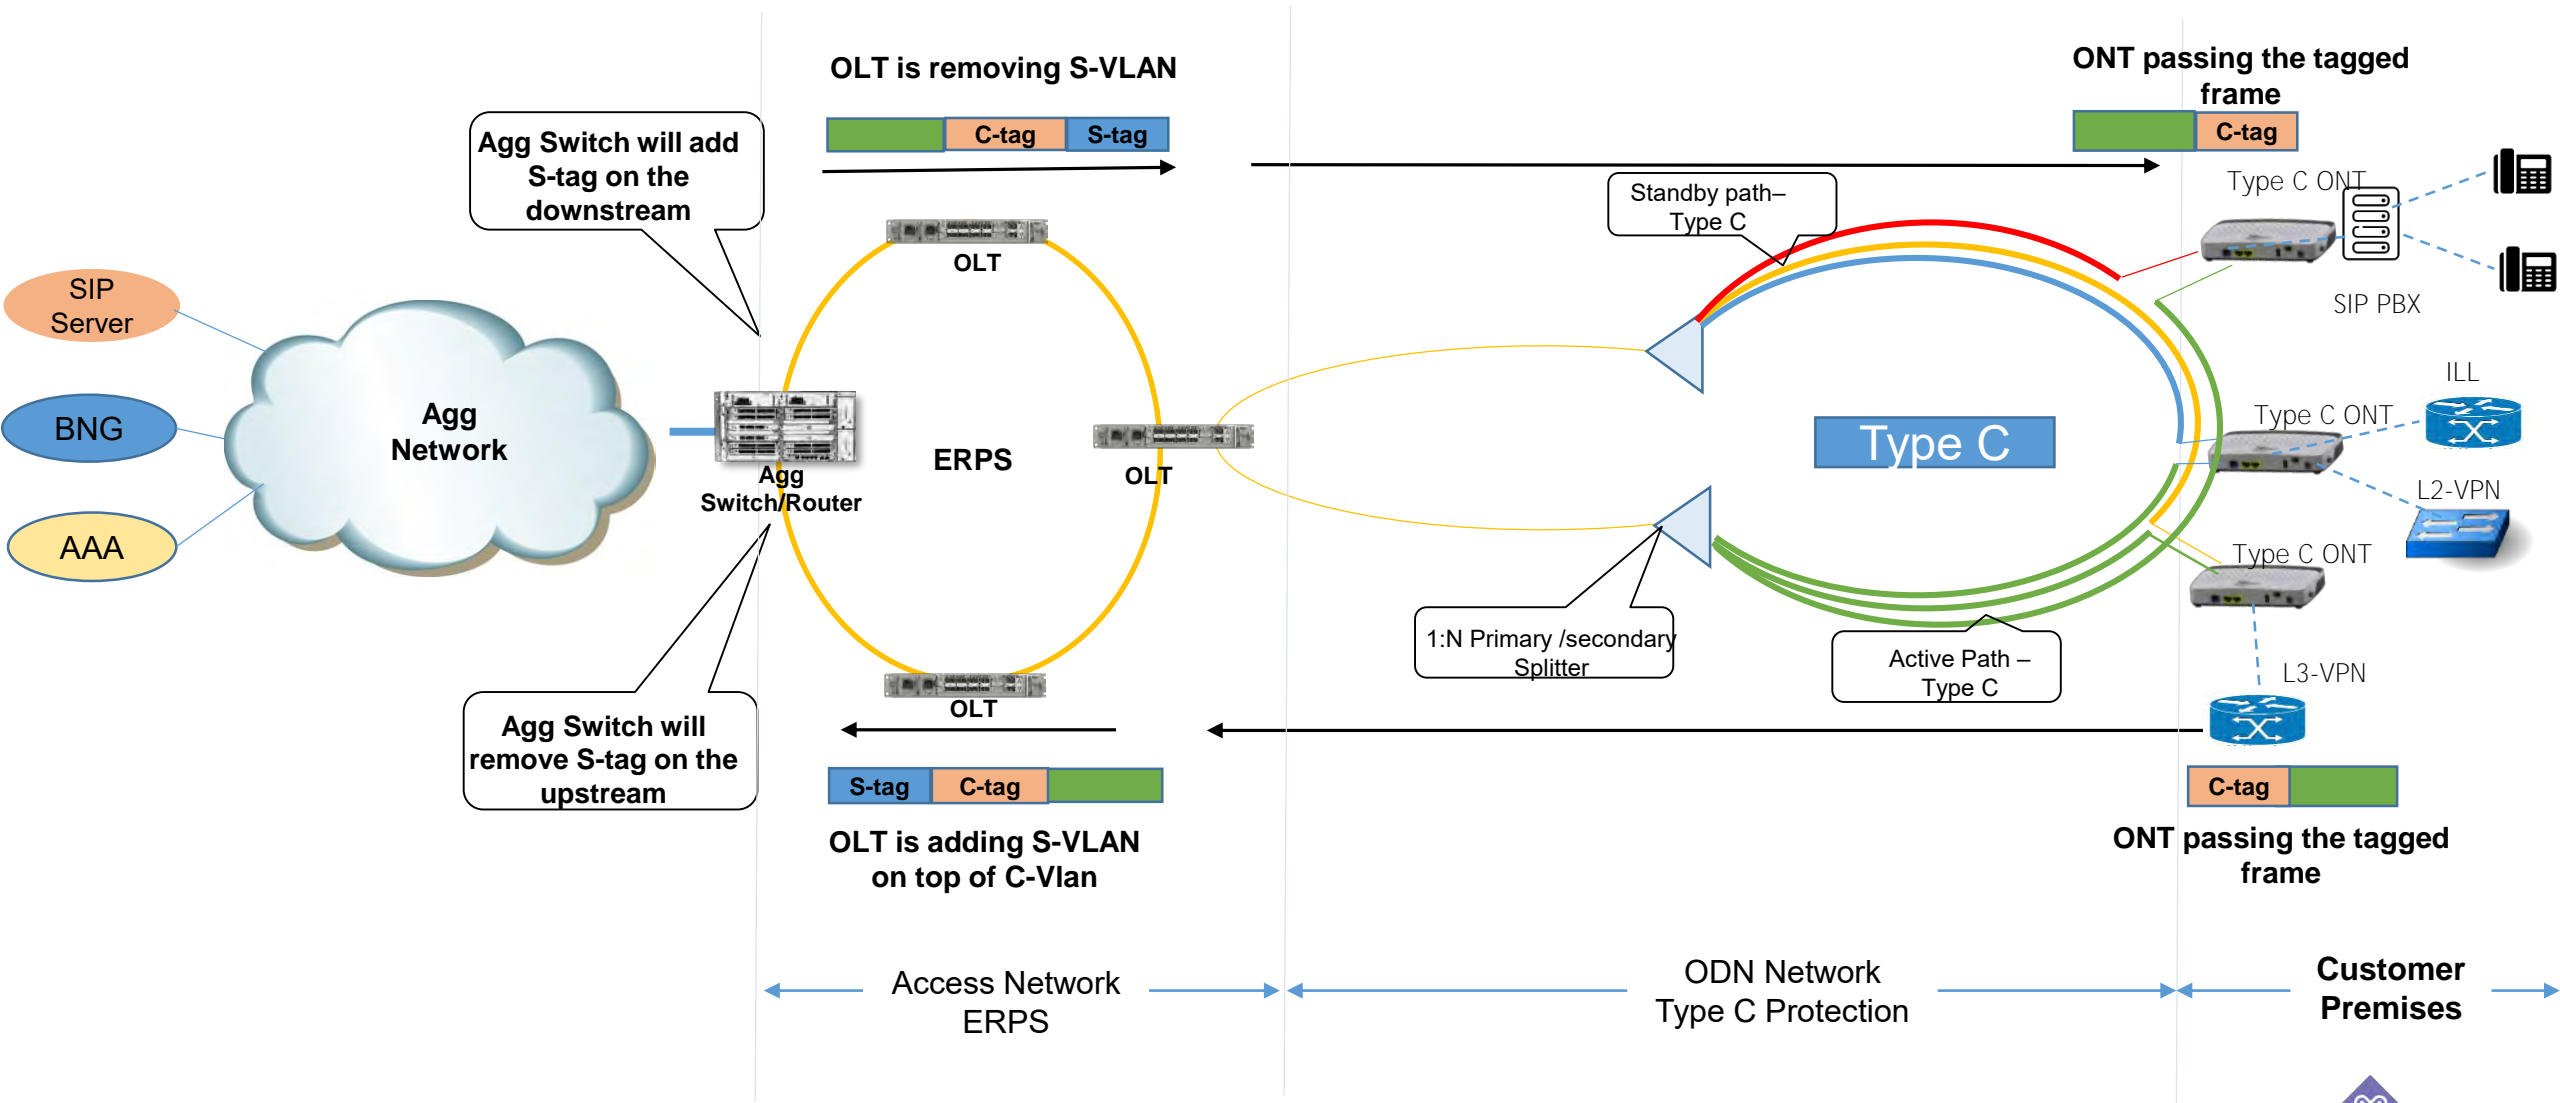 OLT is removing S-VLAN
ONT passing the tagged
frame
C-tag
S-tag
C-tag
Agg Switch will add
S-tag on the
downstream
Standby path–
Type C
Type C ONT
OLT
SIP
Server
SIP PBX
ILL
Agg
Network
BNG
Type C ONT
Type C
ERPS
OLT
Agg
Switch/Router
L2-VPN
AAA
Type C ONT
1:N Primary /secondary
Splitter
Active Path –
Type C
L3-VPN
OLT
Agg Switch will
remove S-tag on the
upstream
S-tag
C-tag
C-tag
OLT is adding S-VLAN
on top of C-Vlan
ONT passing the tagged
frame
Access Network
ERPS
ODN Network
Type C Protection
Customer
Premises